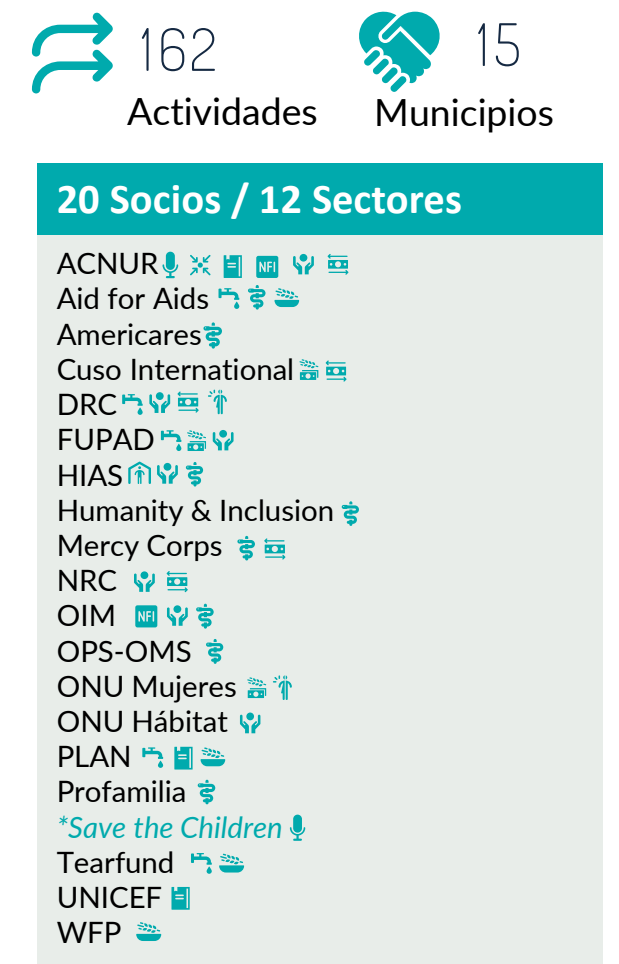 162
Actividades
15
Municipios
20 Socios / 12 Sectores
ACNUR NFI
Aid for Aids
Americares
Cuso International
DRC
FUPAD
HIAS
Humanity & Inclusion
Mercy Corps
NRC
OIM NFI
OPS-OMS
ONU Mujeres
ONU Hábitat
PLAN
Profamilia
*Save the Children
Tearfund
UNICEF
WFP